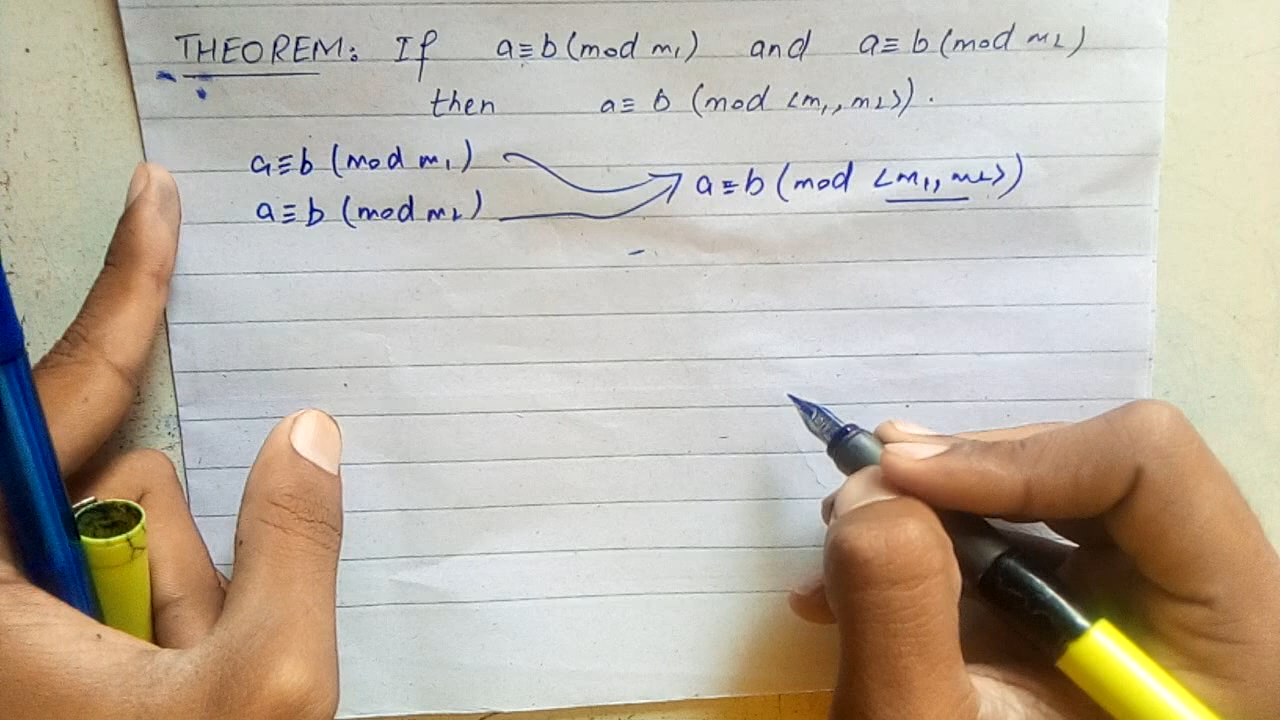 THEOREM: If a≡b (mod m₁) and a≡b (mod m₂)
then a≡ b (mod <m₁, m₂>).
a≡b (mod m₁)
a≡b (mod <m₁, m₂>)
a≡b (mod m₂)